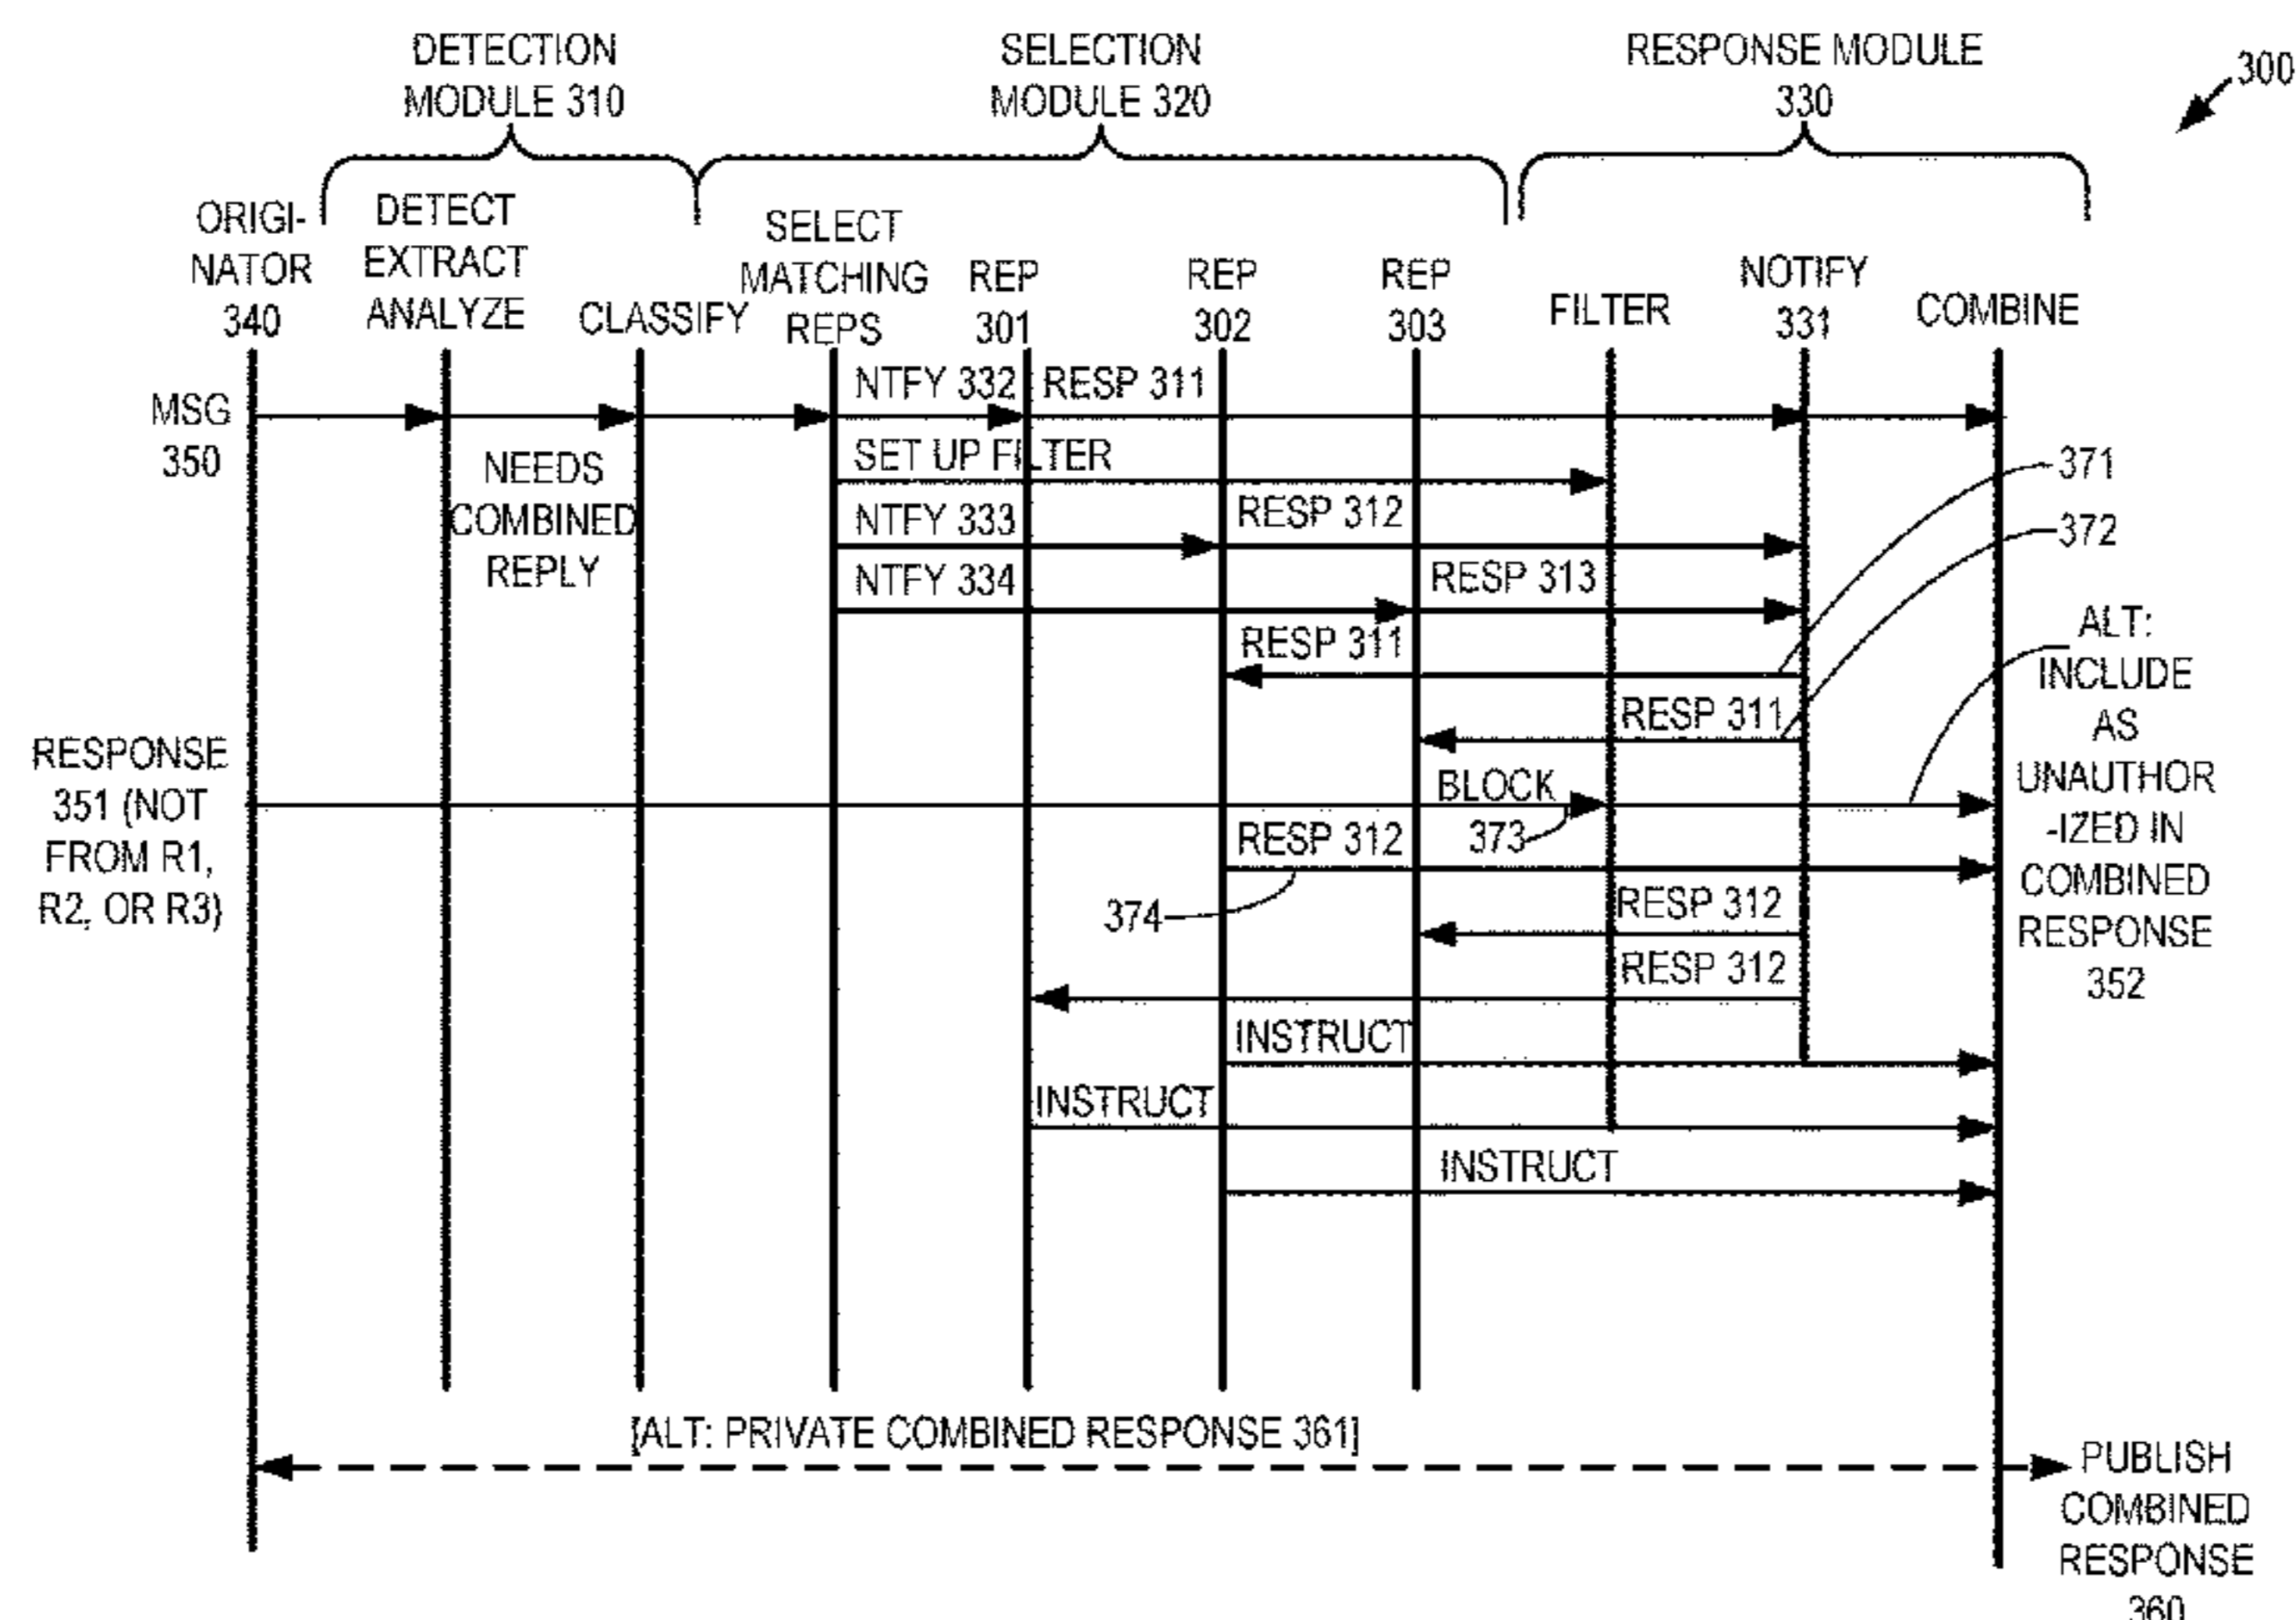 DETECTION
MODULE 310
SELECTION
MODULE 320
RESPONSE MODULE
330
300
ORIGI-
NATOR
340
DETECT
EXTRACT
ANALYZE
CLASSIFY
SELECT
MATCHING
REPS
REP
301
REP
302
REP
303
FILTER
NOTIFY
331
COMBINE
MSG
350
NTFY 332
RESP 311
NEEDS
COMBINED
REPLY
SET UP FILTER
NTFY 333
RESP 312
NTFY 334
RESP 313
371
372
RESP 311
RESP 311
ALT:
INCLUDE
AS
UNAUTHOR
-IZED IN
COMBINED
RESPONSE
352
RESPONSE
351 (NOT
FROM R1,
R2, OR R3)
BLOCK
373
RESP 312
374
RESP 312
RESP 312
INSTRUCT
INSTRUCT
INSTRUCT
[ALT: PRIVATE COMBINED RESPONSE 361]
PUBLISH
COMBINED
RESPONSE
360